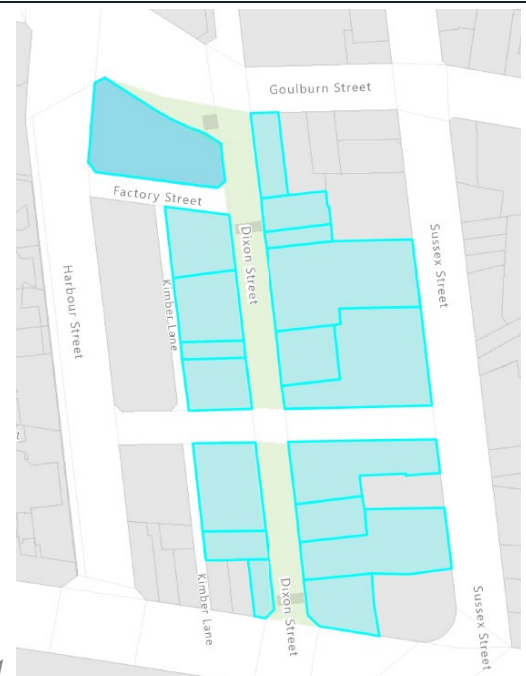 Goulburn Street
Factory Street
Dixon Street
Sussex Street
Harbour Street
Kimber Lane
Kimber Lane
Dixon Street
Sussex Street